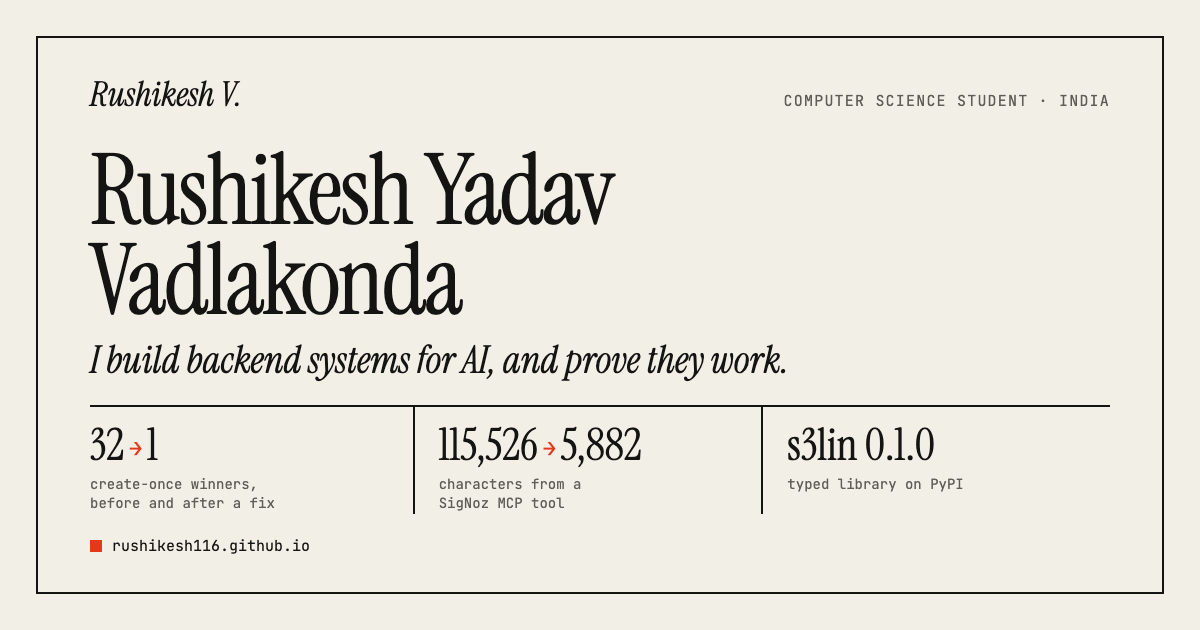 Rushikesh V.
COMPUTER SCIENCE STUDENT · INDIA
Rushikesh Yadav
Vadlakonda
I build backend systems for AI, and prove they work.
32→1
create-once winners,
before and after a fix
115,526→5,882
characters from a
SigNoz MCP tool
s3lin 0.1.0
typed library on PyPI
rushikesh116.github.io